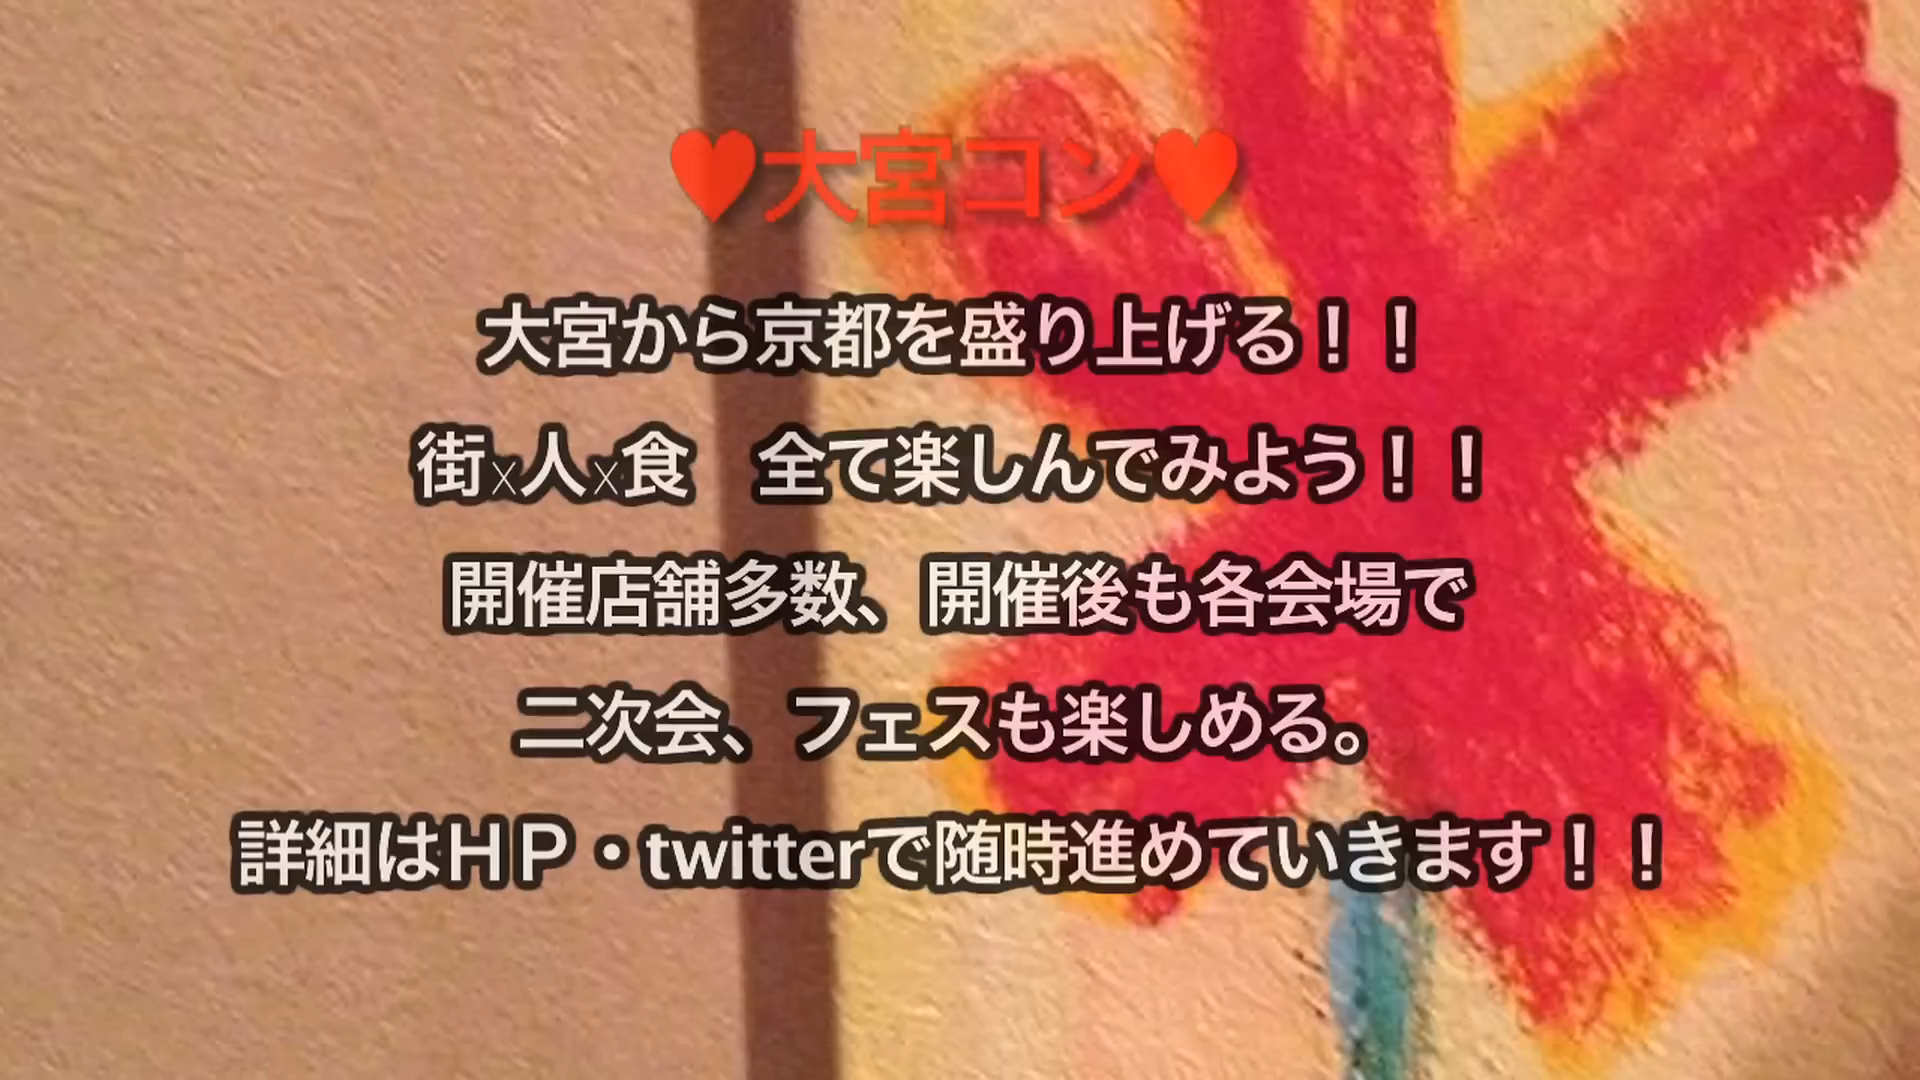 ♥大宮コン♥
大宮から京都を盛り上げる！！
街×人×食　全て楽しんでみよう！！
開催店舗多数、開催後も各会場で
二次会、フェスも楽しめる。
詳細はＨＰ・twitterで随時進めていきます！！